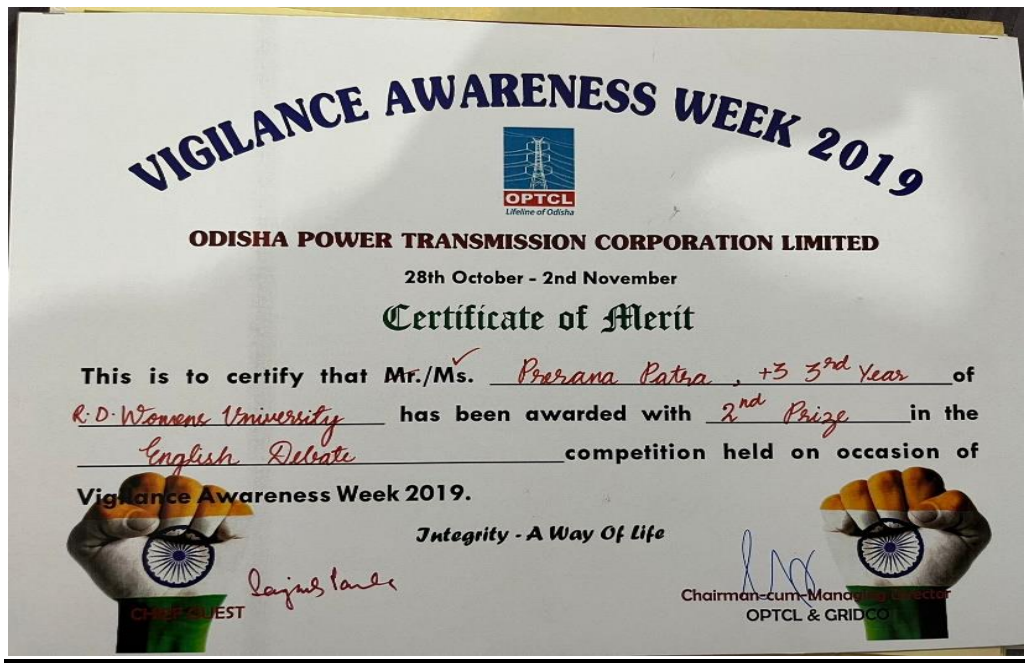 VIGILANCE AWARENESS WEEK 2019
OPTCL
Lifeline of Odisha
ODISHA POWER TRANSMISSION CORPORATION LIMITED
28th October - 2nd November
Certificate of Merit
This is to certify that Mr./Ms. Prerana Patra, +3 3rd Year of
R.D. Womens University has been awarded with 2nd Prize in the
English Debate competition held on occasion of
Vigilance Awareness Week 2019.
Integrity - A Way Of Life
CHIEF GUEST
Chairman-cum-Managing Director
OPTCL & GRIDCO